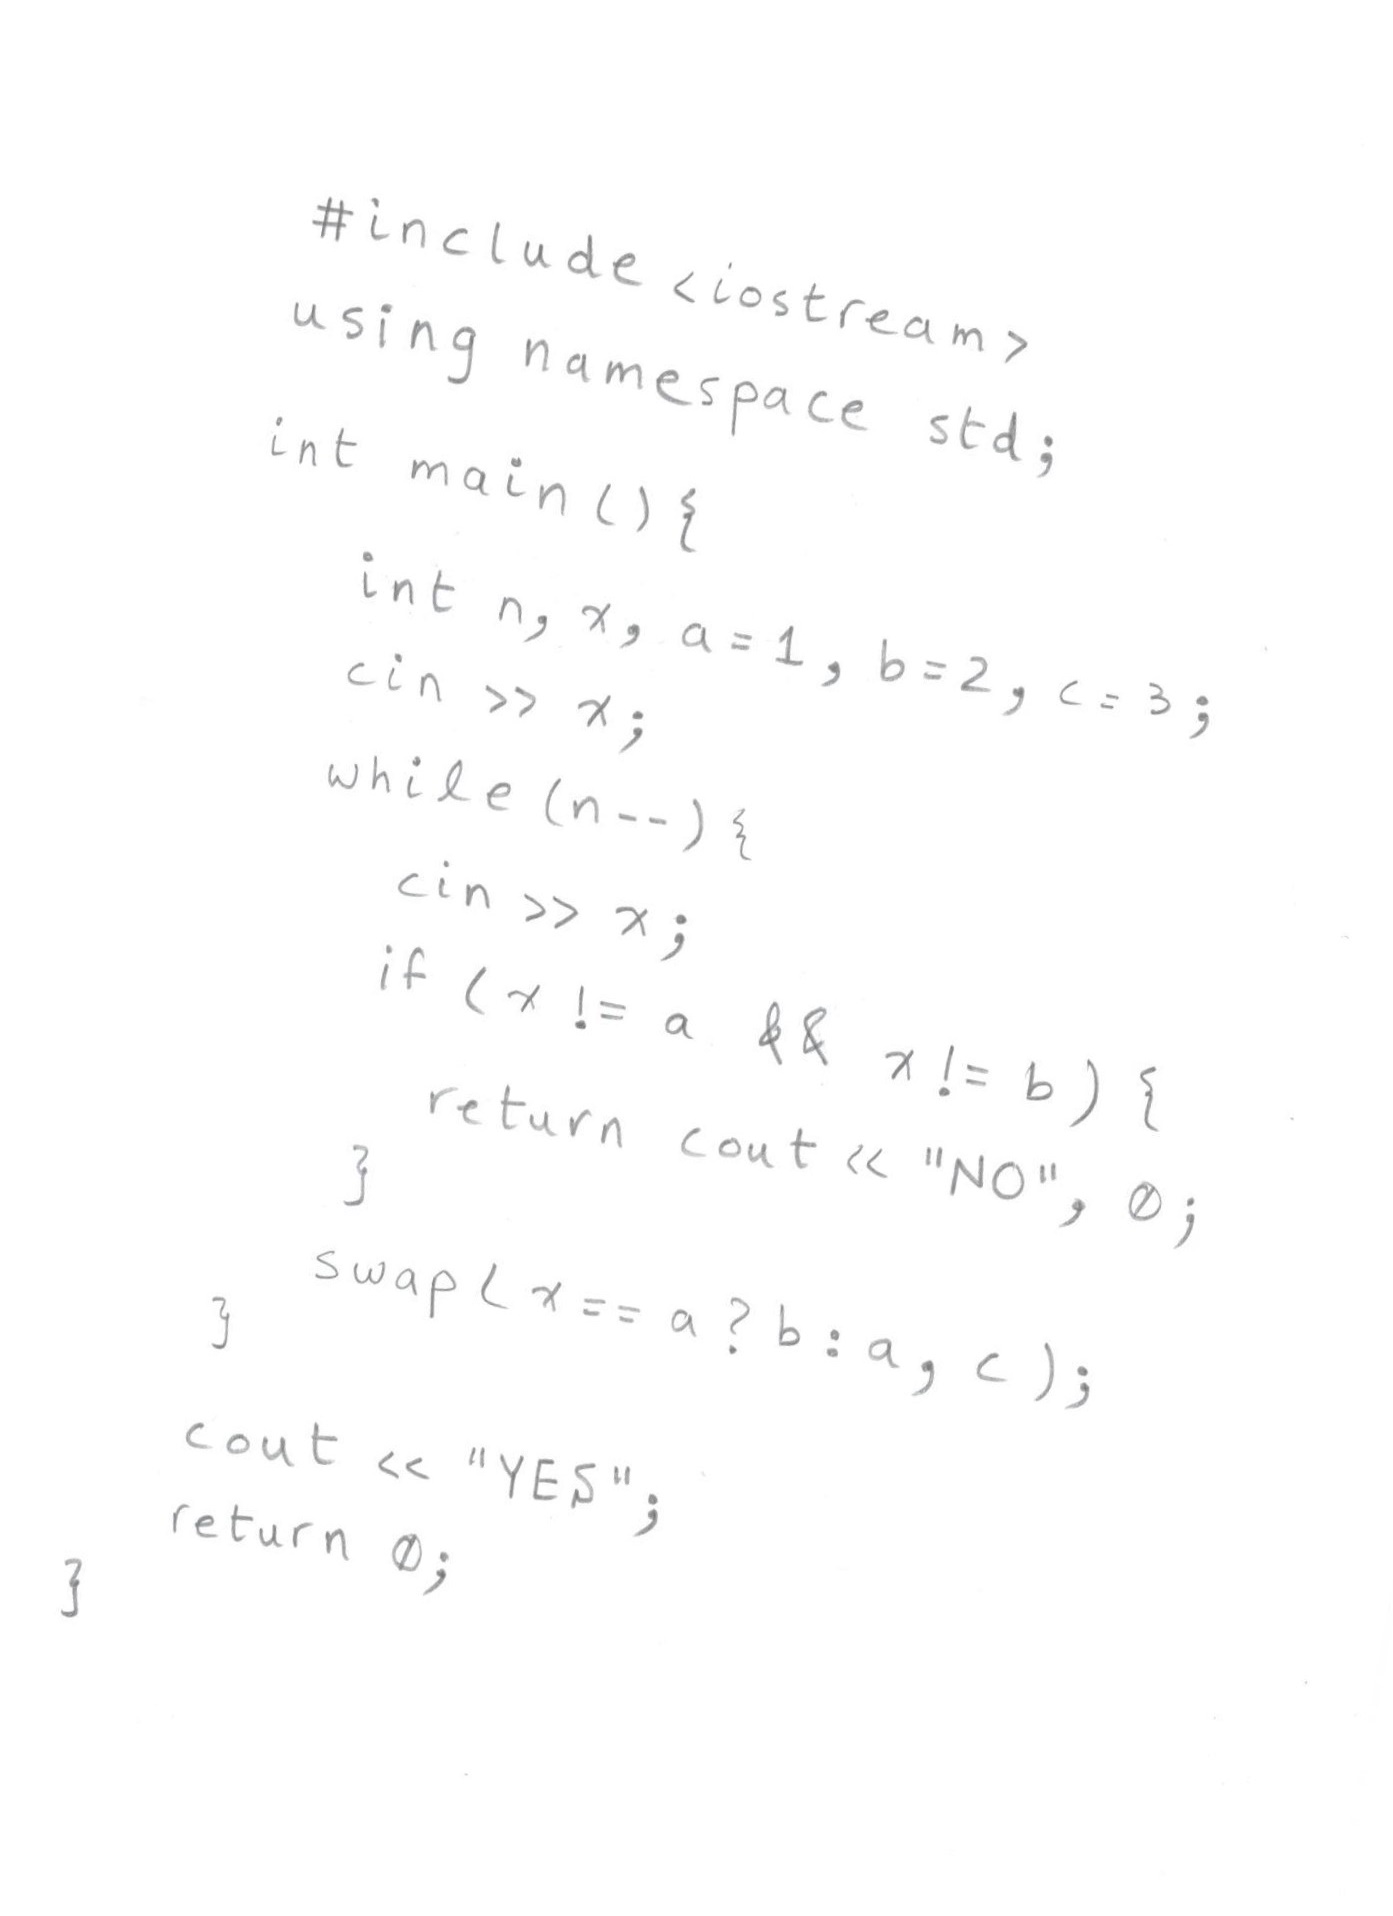 #include <iostream>
using namespace std;
int main(){
int n, x, a=1, b=2, c=3;
cin >> x;
while (n--){
cin >> x;
if (x != a && x != b) {
return cout << "NO", 0;
}
swap(x == a ? b : a, c);
}
cout << "YES";
return 0;
}